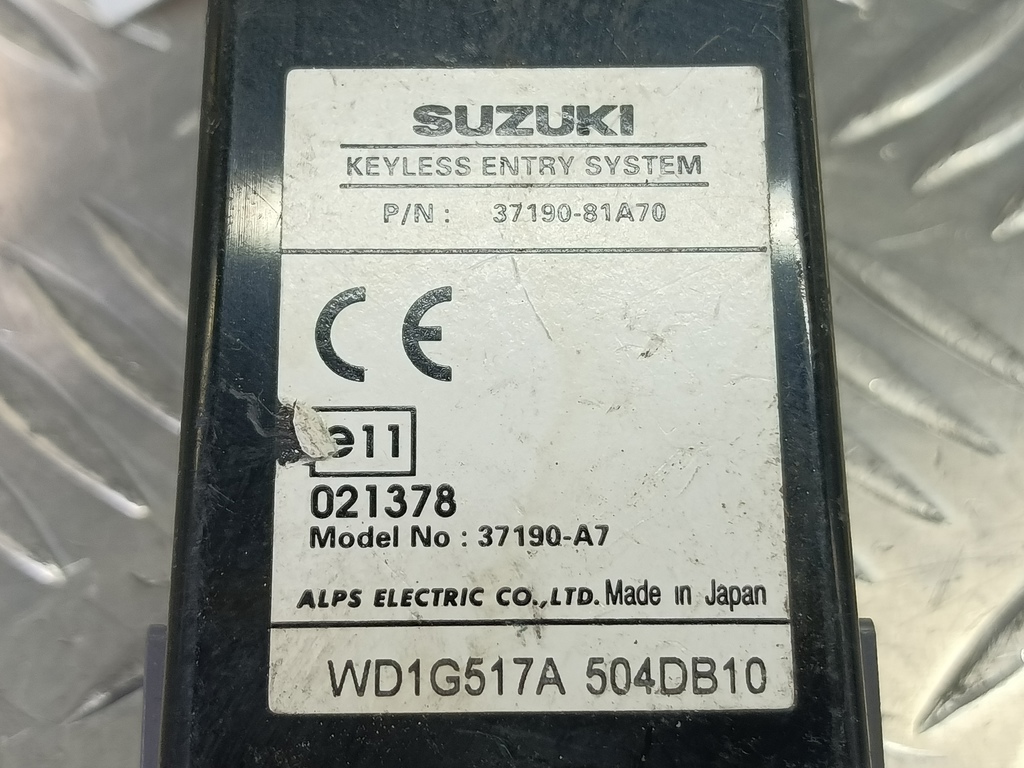 SUZUKI
KEYLESS ENTRY SYSTEM
P/N : 37190-81A70
CE
e11
021378
Model No : 37190-A7
ALPS ELECTRIC CO.,LTD. Made in Japan
WD1G517A 504DB10